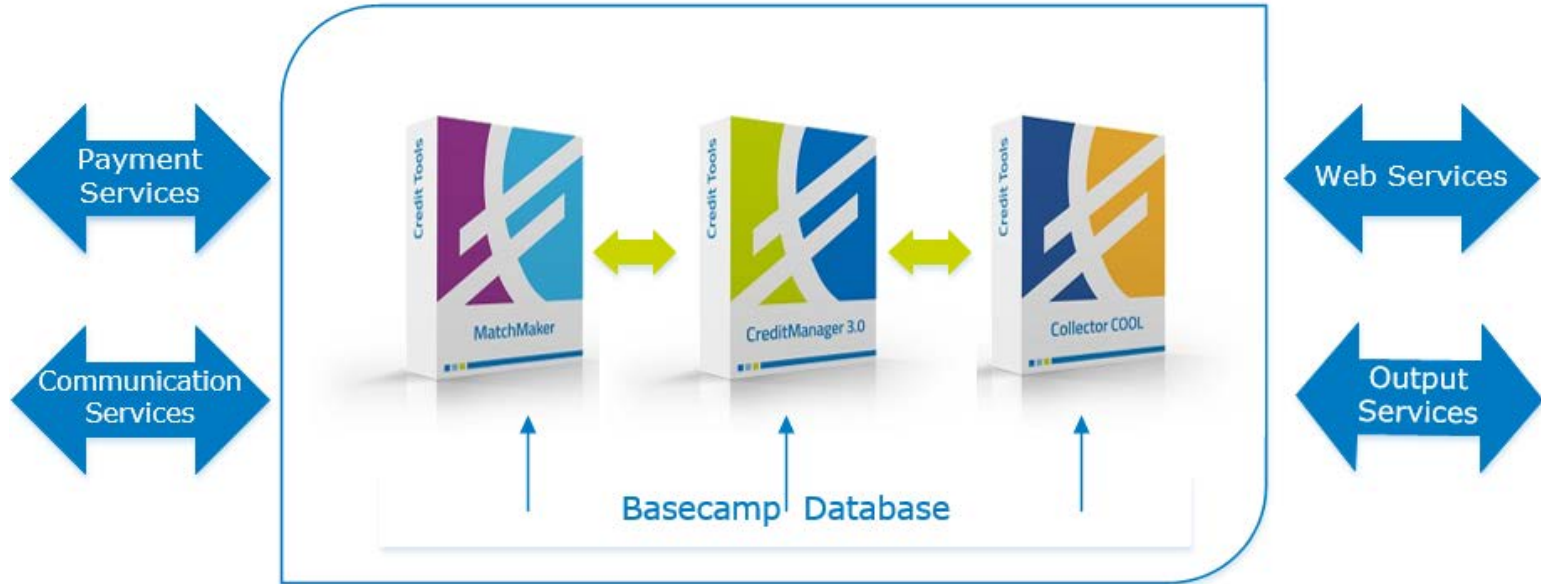 Payment
Services
Communication
Services
Credit Tools
MatchMaker
Credit Tools
CreditManager 3.0
Credit Tools
Collector COOL
Web Services
Output
Services
Basecamp Database